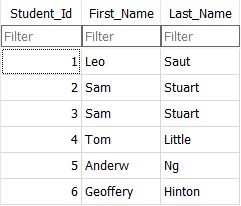 Student_Id First_Name Last_Name
Filter Filter Filter
1 Leo Saut
2 Sam Stuart
3 Sam Stuart
4 Tom Little
5 Anderw Ng
6 Geoffery Hinton